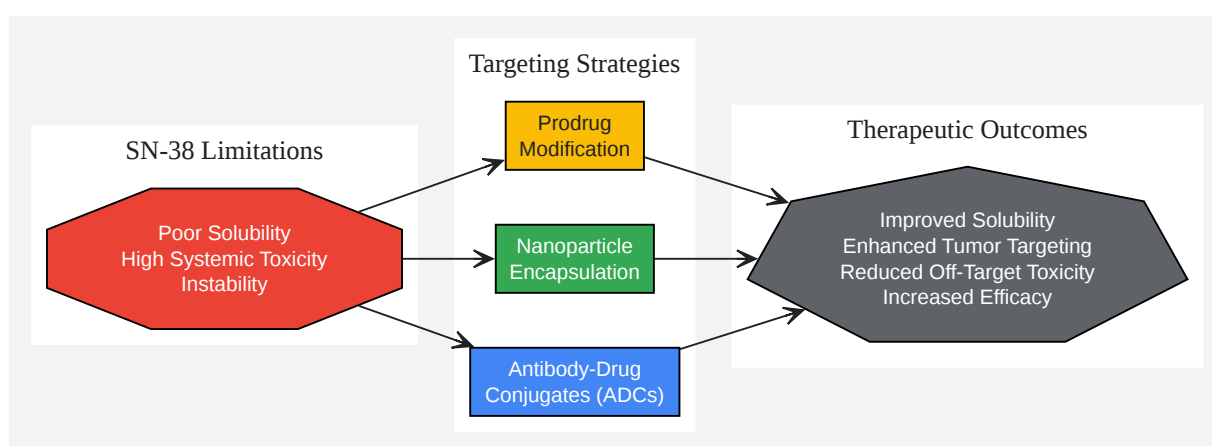 SN-38 Limitations
Poor Solubility
High Systemic Toxicity
Instability
Targeting Strategies
Prodrug
Modification
Nanoparticle
Encapsulation
Antibody-Drug
Conjugates (ADCs)
Therapeutic Outcomes
Improved Solubility
Enhanced Tumor Targeting
Reduced Off-Target Toxicity
Increased Efficacy